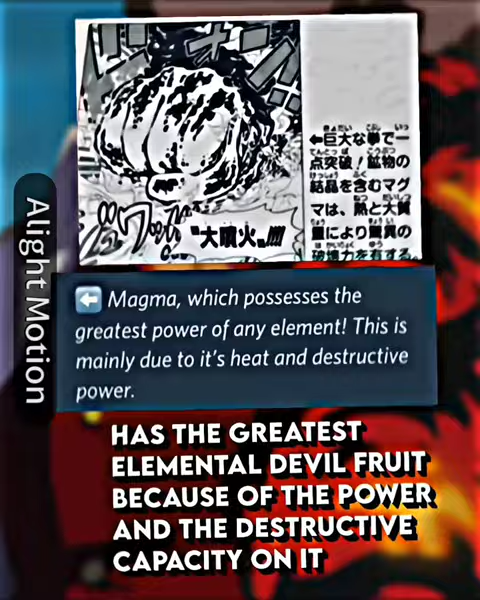 “大噴火”!!!
←巨大な拳で一
点突破！鉱物の
結晶を含むマグ
マは、熱と大質
量により驚異の
破壊力を有する。
Alight Motion
Magma, which possesses the
greatest power of any element! This is
mainly due to it's heat and destructive
power.
HAS THE GREATEST
ELEMENTAL DEVIL FRUIT
BECAUSE OF THE POWER
AND THE DESTRUCTIVE
CAPACITY ON IT